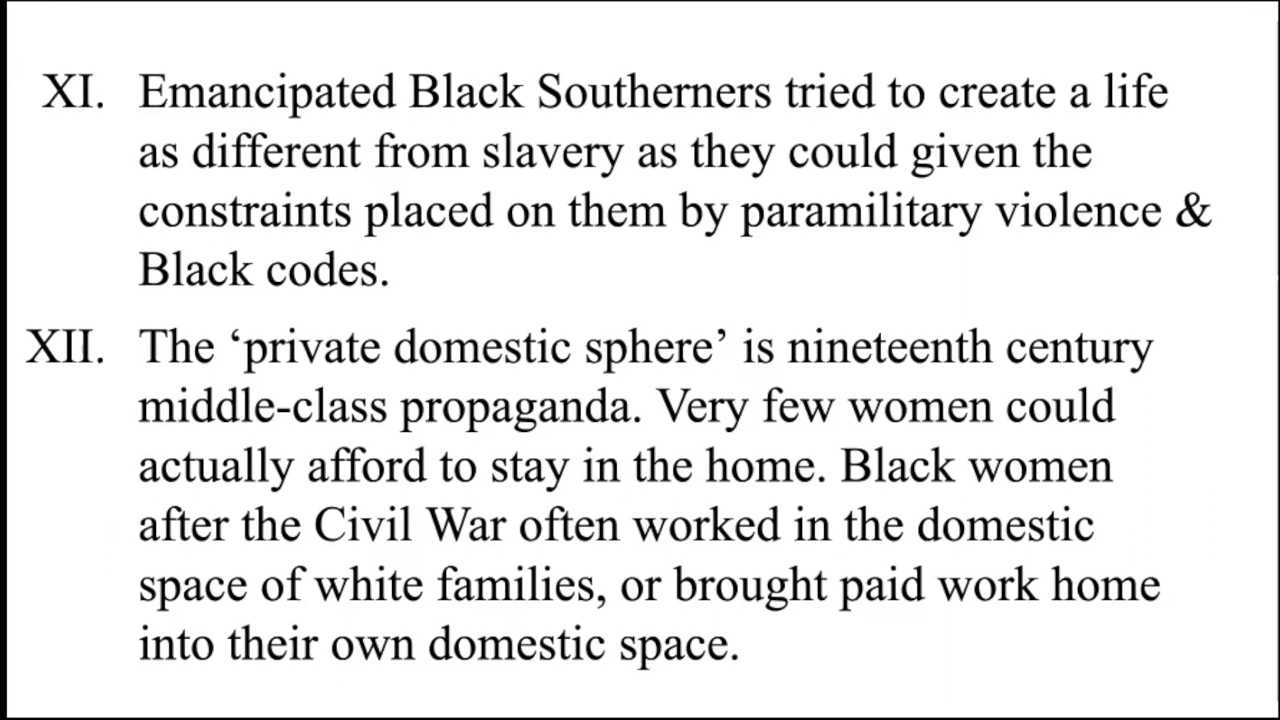 XI. Emancipated Black Southerners tried to create a life
as different from slavery as they could given the
constraints placed on them by paramilitary violence &
Black codes.
XII. The ‘private domestic sphere’ is nineteenth century
middle-class propaganda. Very few women could
actually afford to stay in the home. Black women
after the Civil War often worked in the domestic
space of white families, or brought paid work home
into their own domestic space.